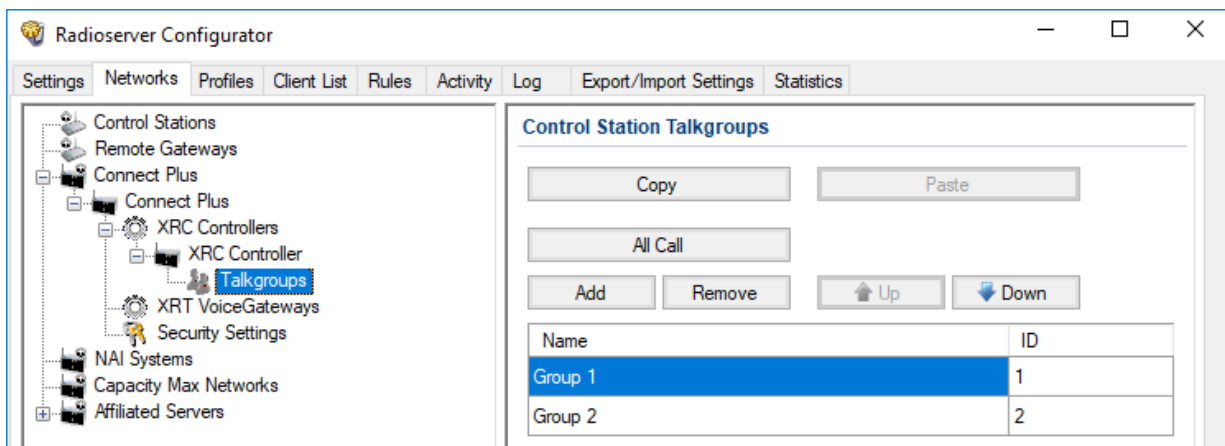 Radioserver Configurator
Settings Networks Profiles Client List Rules Activity Log Export/Import Settings Statistics
Control Stations
Remote Gateways
Connect Plus
Connect Plus
XRC Controllers
XRC Controller
Talkgroups
XRT VoiceGateways
Security Settings
NAI Systems
Capacity Max Networks
Affiliated Servers
Control Station Talkgroups
Copy Paste
All Call
Add Remove Up Down
Name ID
Group 1 1
Group 2 2